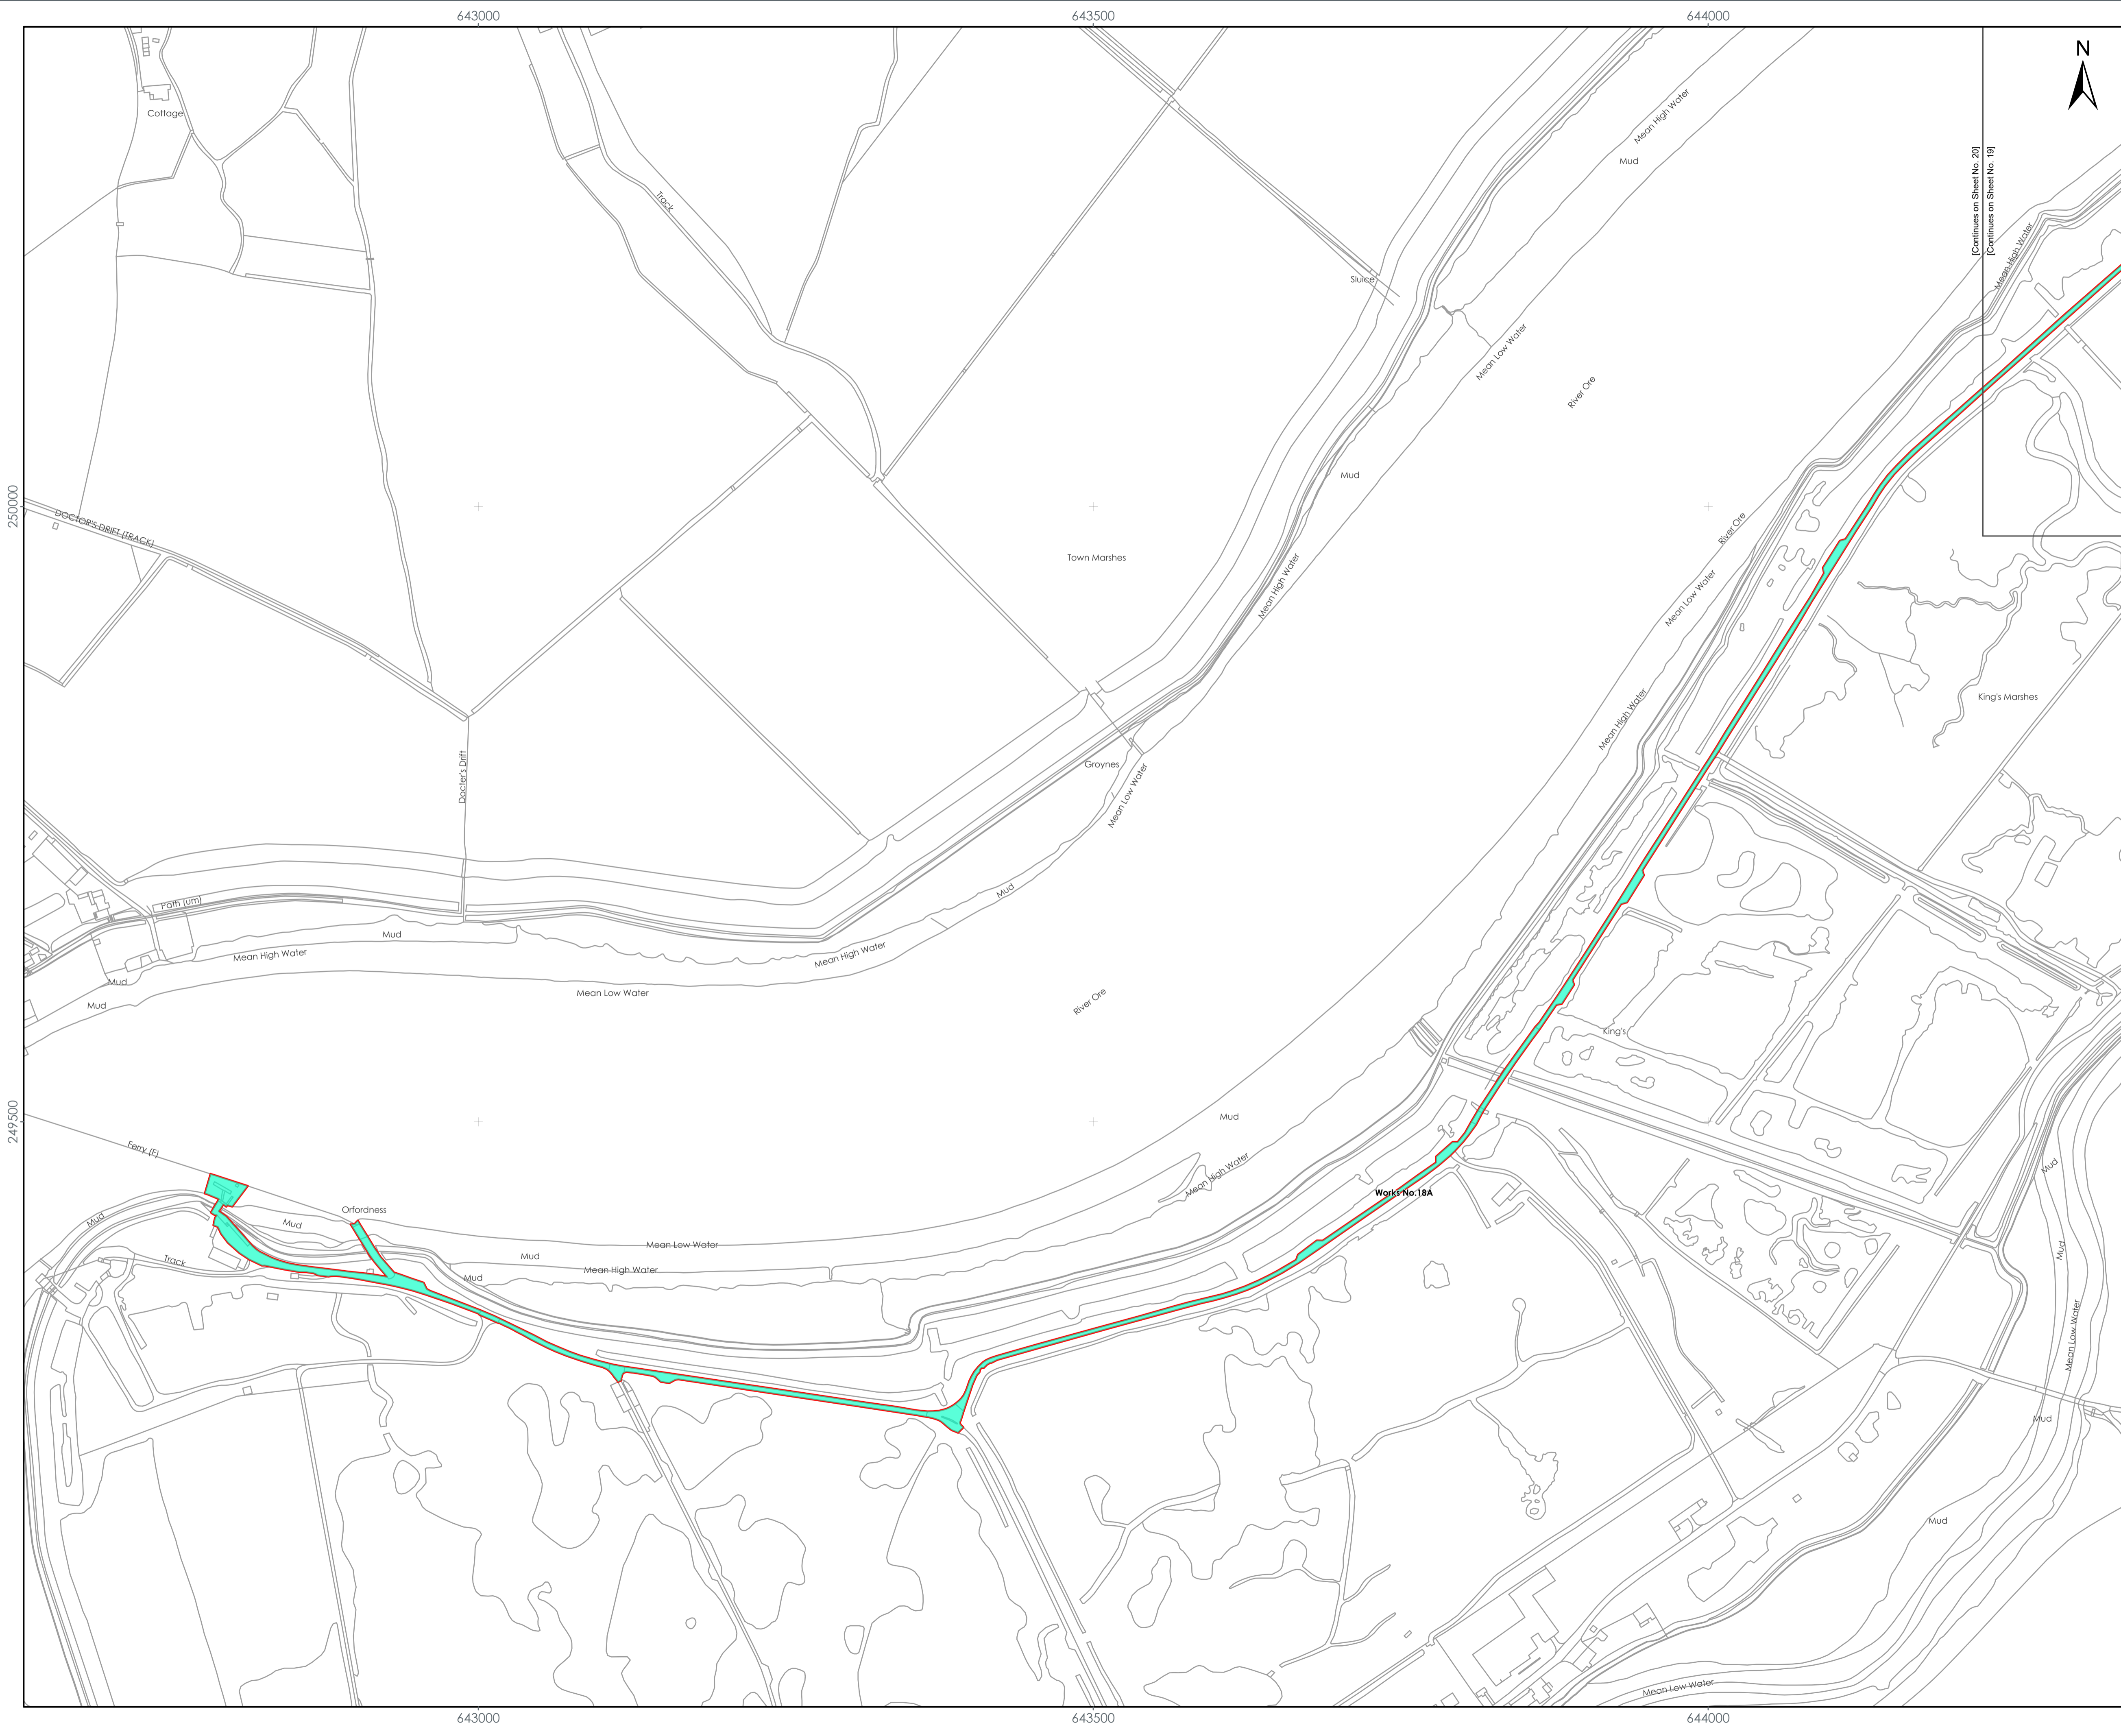 643000
643500
644000
N
Cottage
Mean High Water
Mud
[Continues on Sheet No. 20]
[Continues on Sheet No. 19]
Track
Mean High Water
Sluice
Mean Low Water
River Ore
Mud
250000
DOCTOR'S DRIFT (TRACK)
River Ore
Town Marshes
Mean High Water
Mean Low Water
King's Marshes
Mean High Water
Doctor's Drift
Groynes
Mean Low Water
Mud
Path (um)
Mud
Mean High Water
Mean High Water
Mud
Mean Low Water
Mud
River Ore
King's
249500
Mud
Ferry (F)
Mean High Water
Mud
Works No.18A
Orfordness
Mud
Mud
Mean Low Water
Mud
Mud
Track
Mean High Water
Mud
Mean Low Water
Mud
Mud
Mean Low Water
643000
643500
644000